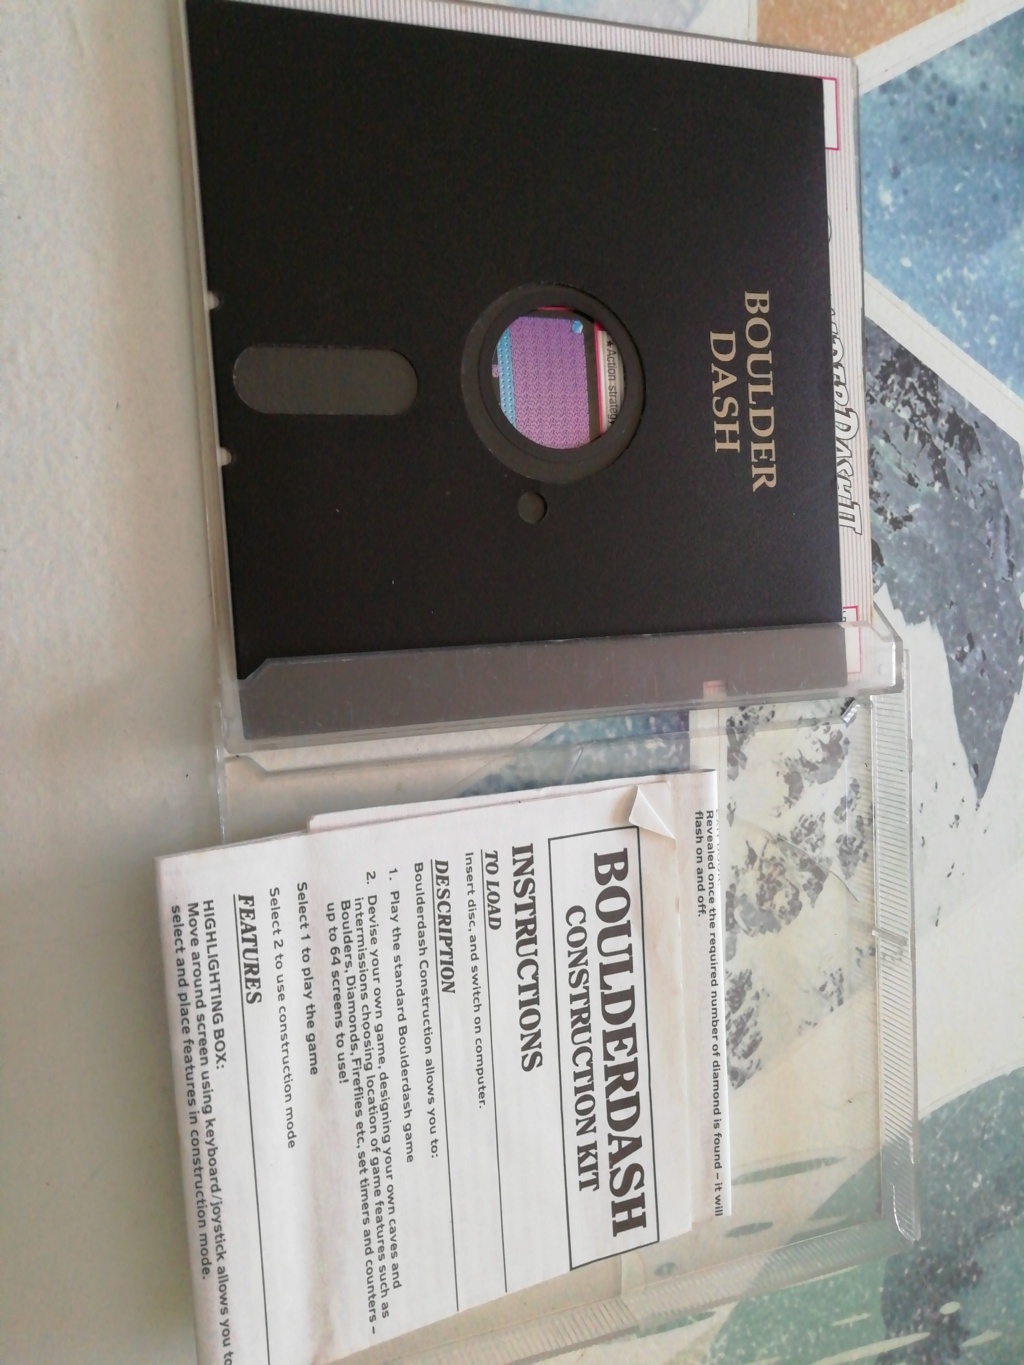 BOULDER
DASH
★Action strategy
Revealed once the required number of diamond is found – it will
flash on and off.
BOULDERDASH
CONSTRUCTION KIT
INSTRUCTIONS
TO LOAD
Insert disc, and switch on computer.
DESCRIPTION
Boulderdash Construction allows you to:
1. Play the standard Boulderdash game
2. Devise your own game, designing your own caves and
intermissions choosing location of game features such as
Boulders, Diamonds, Fireflies etc, set timers and counters –
up to 64 screens to use!
Select 1 to play the game
Select 2 to use construction mode
FEATURES
HIGHLIGHTING BOX:
Move around screen using keyboard/joystick allows you to
select and place features in construction mode.